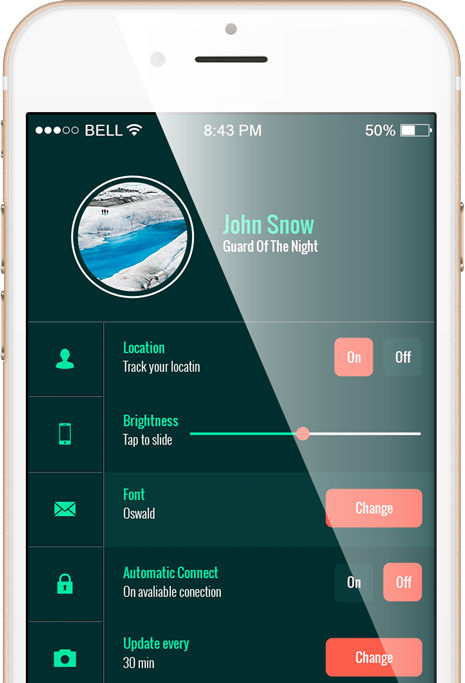 BELL 8:43 PM 50%
John Snow
Guard Of The Night
Location
Track your locatin
On Off
Brightness
Tap to slide
Font
Oswald
Change
Automatic Connect
On avaliable conection
On Off
Update every
30 min
Change